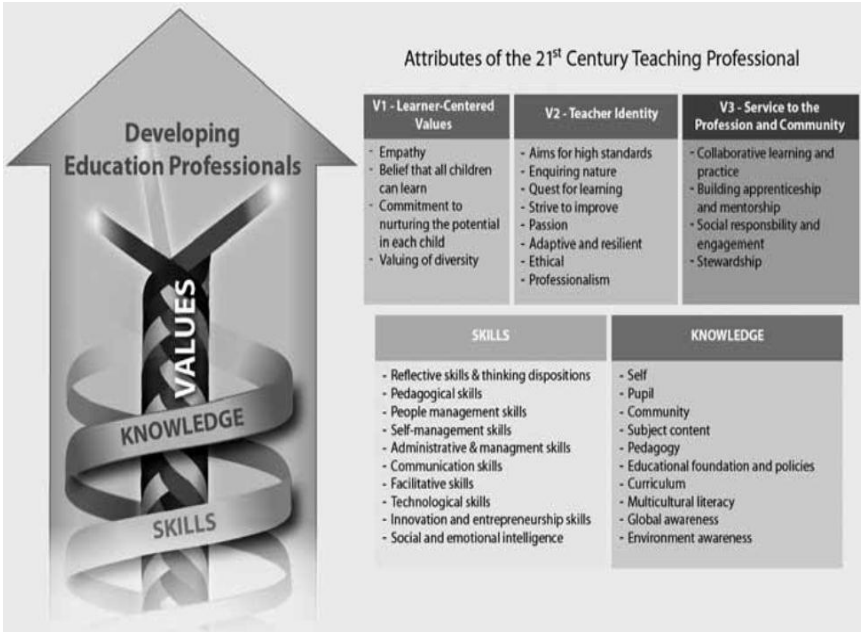 Developing
Education Professionals
VALUES
KNOWLEDGE
SKILLS
Attributes of the 21st Century Teaching Professional
V1 - Learner-Centered
Values
- Empathy
- Belief that all children
can learn
- Commitment to
nurturing the potential
in each child
- Valuing of diversity
V2 - Teacher Identity
- Aims for high standards
- Enquiring nature
- Quest for learning
- Strive to improve
- Passion
- Adaptive and resilient
- Ethical
- Professionalism
V3 - Service to the
Profession and Community
- Collaborative learning and
practice
- Building apprenticeship
and mentorship
- Social responsbility and
engagement
- Stewardship
SKILLS
- Reflective skills & thinking dispositions
- Pedagogical skills
- People management skills
- Self-management skills
- Administrative & managment skills
- Communication skills
- Facilitative skills
- Technological skills
- Innovation and entrepreneurship skills
- Social and emotional intelligence
KNOWLEDGE
- Self
- Pupil
- Community
- Subject content
- Pedagogy
- Educational foundation and policies
- Curriculum
- Multicultural literacy
- Global awareness
- Environment awareness